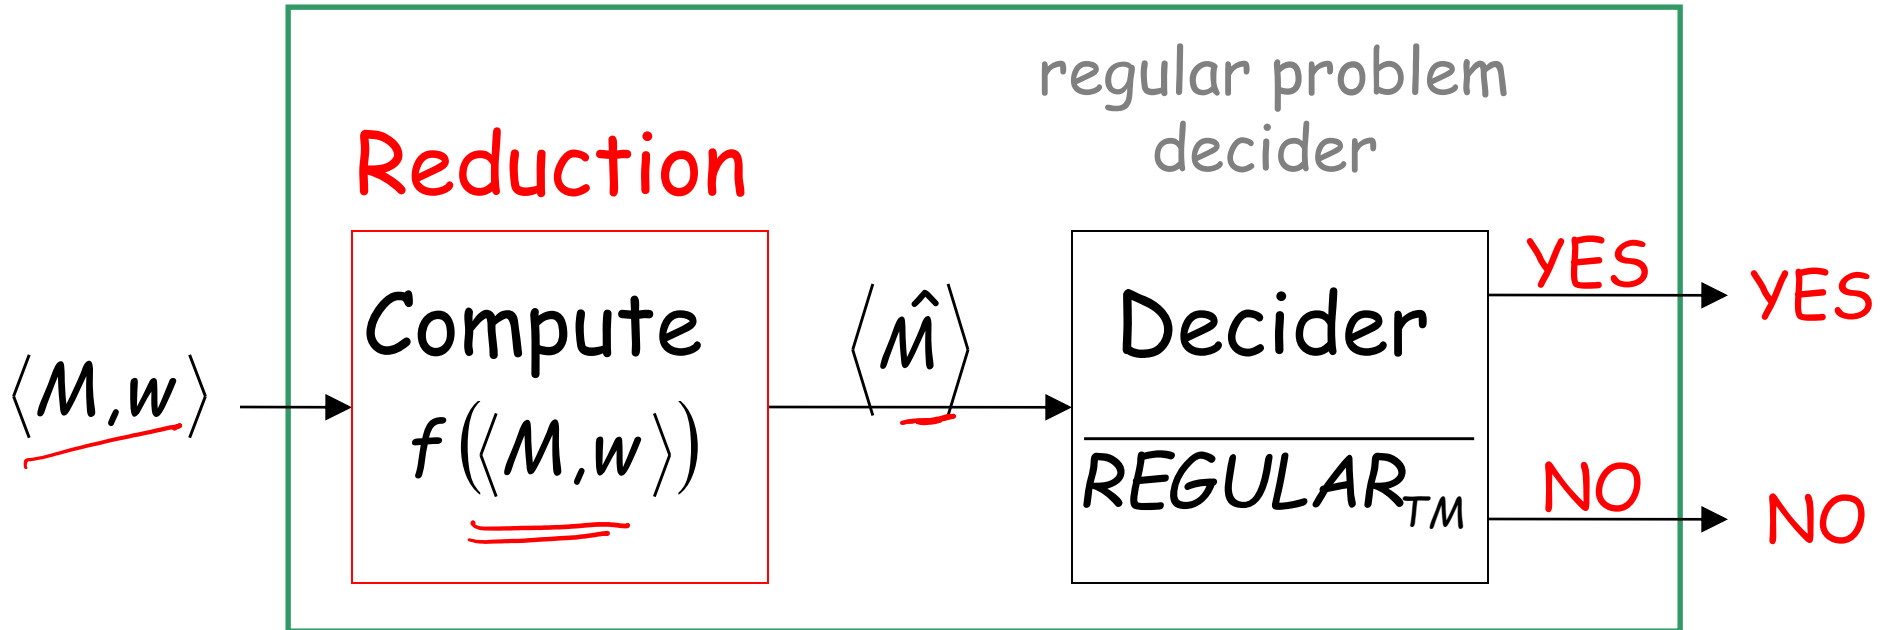 regular problem
decider
Reduction
YES
YES
Compute
⟨M̂⟩
Decider
⟨M,w⟩
f(⟨M,w⟩)
REGULAR_TM
NO
NO